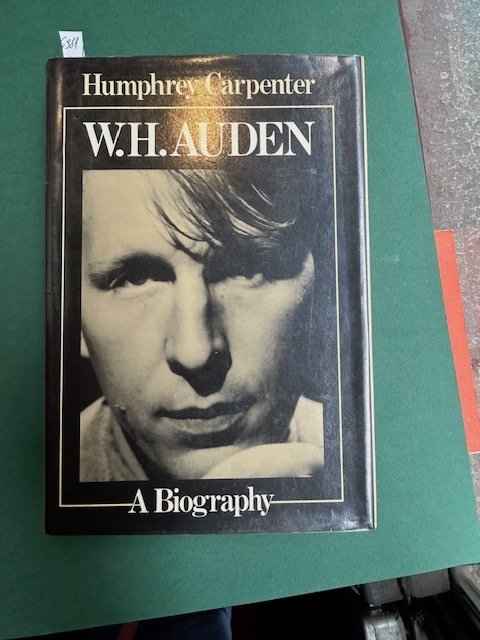 Humphrey Carpenter
W.H. AUDEN
A Biography